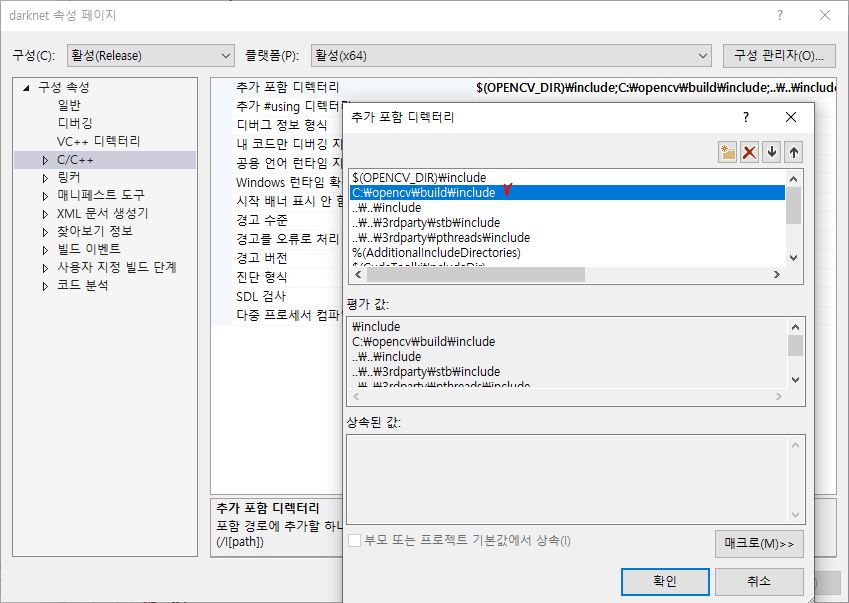 darknet 속성 페이지
구성(C): 활성(Release) 플랫폼(P): 활성(x64) 구성 관리자(O)...
구성 속성
일반
디버깅
VC++ 디렉터리
C/C++
링커
매니페스트 도구
XML 문서 생성기
찾아보기 정보
빌드 이벤트
사용자 지정 빌드 단계
코드 분석
추가 포함 디렉터리 $(OPENCV_DIR)₩include;C:₩opencv₩build₩include;..₩..₩include
추가 #using 디렉터리
디버그 정보 형식
내 코드만 디버깅
공용 언어 런타임
Windows 런타임
시작 배너 표시 안
경고 수준
경고를 오류로 처리
경고 버전
진단 형식
SDL 검사
다중 프로세서
추가 포함 디렉터리
포함 경로에 추가할
(/I[path])
추가 포함 디렉터리
$(OPENCV_DIR)₩include
C:₩opencv₩build₩include
..₩..₩include
..₩..₩3rdparty₩stb₩include
..₩..₩3rdparty₩pthreads₩include
%(AdditionalIncludeDirectories)
$(CudaToolkitIncludeDir)
평가 값:
₩include
C:₩opencv₩build₩include
..₩..₩include
..₩..₩3rdparty₩stb₩include
..₩..₩3rdparty₩pthreads₩include
상속된 값:
부모 또는 프로젝트 기본값에서 상속(I)
매크로(M)>>
확인 취소